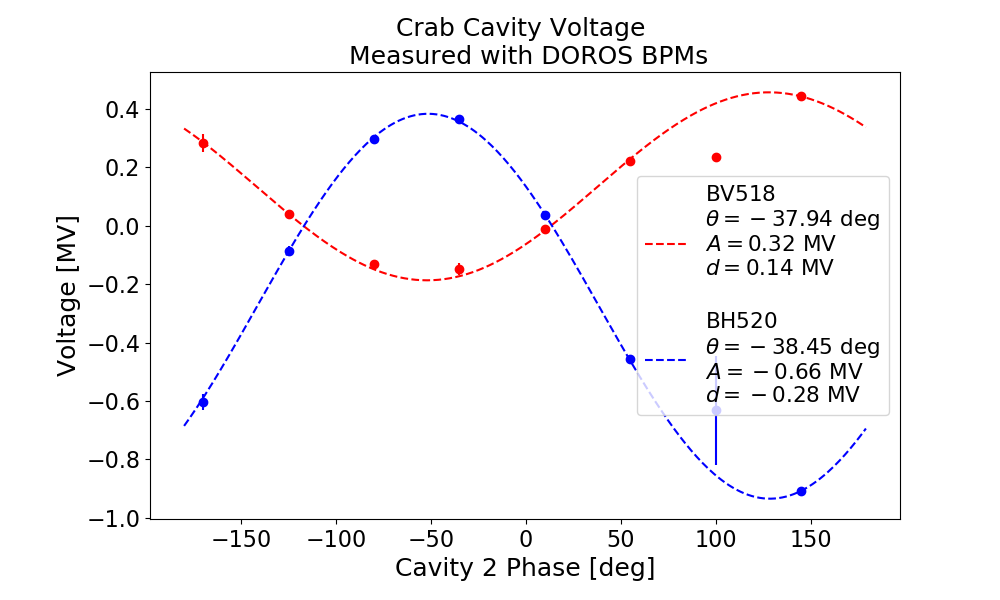 Crab Cavity Voltage
Measured with DOROS BPMs
Voltage [MV]
0.4
0.2
0.0
−0.2
−0.4
−0.6
−0.8
−1.0
BV518
θ = −37.94 deg
A = 0.32 MV
d = 0.14 MV
BH520
θ = −38.45 deg
A = −0.66 MV
d = −0.28 MV
−150 −100 −50 0 50 100 150
Cavity 2 Phase [deg]